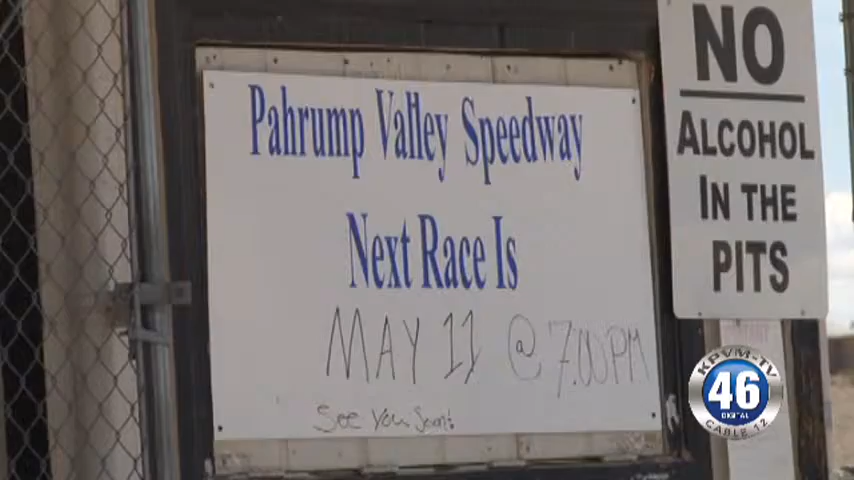 Pahrump Valley Speedway
Next Race Is
MAY 11 @ 7:00PM
See You Soon!
NO
ALCOHOL
IN THE
PITS
KPVM-TV
46
DIGITAL
CABLE 12